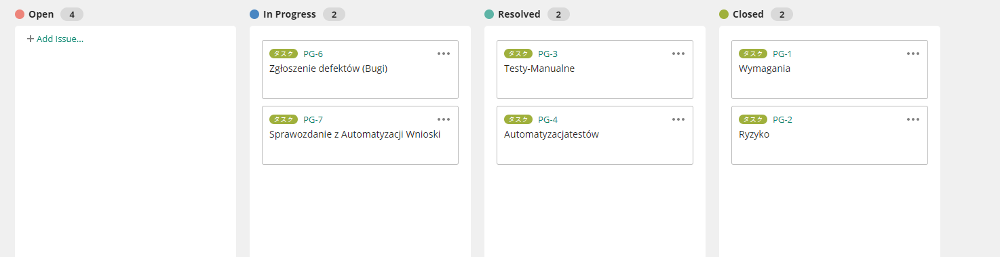 Open 4
Add Issue...
In Progress 2
タスク PG-6
Zgłoszenie defektów (Bugi)
タスク PG-7
Sprawozdanie z Automatyzacji Wnioski
Resolved 2
タスク PG-3
Testy-Manualne
タスク PG-4
Automatyzacjatestów
Closed 2
タスク PG-1
Wymagania
タスク PG-2
Ryzyko